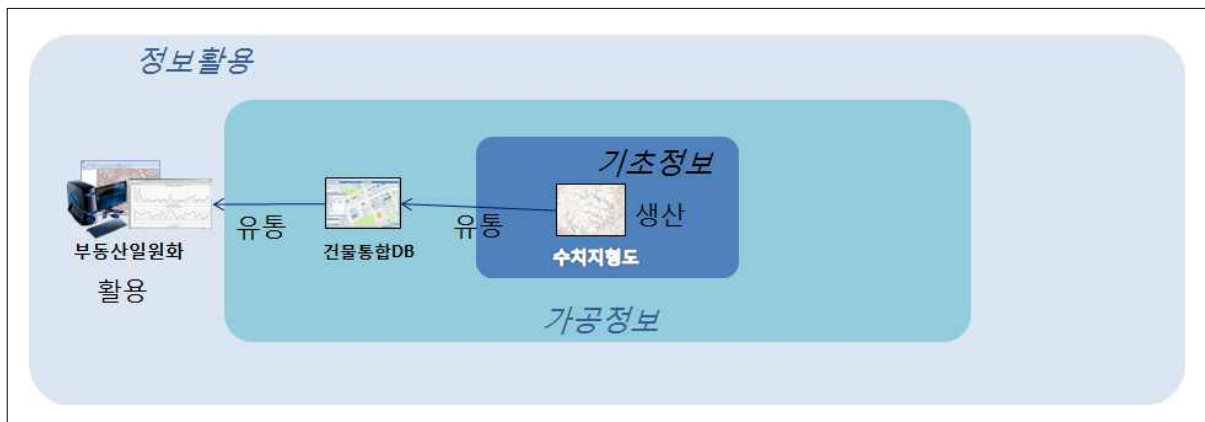 정보활용
기초정보
생산
유통
유통
수치지형도
건물통합DB
부동산일원화
활용
가공정보